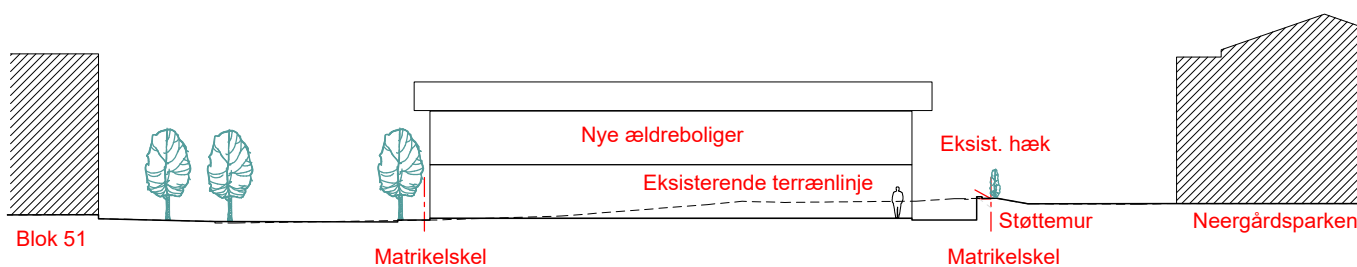 Nye ældreboliger
Eksist. hæk
Eksisterende terrænlinje
Støttemur
Neergårdsparken
Blok 51
Matrikelskel
Matrikelskel